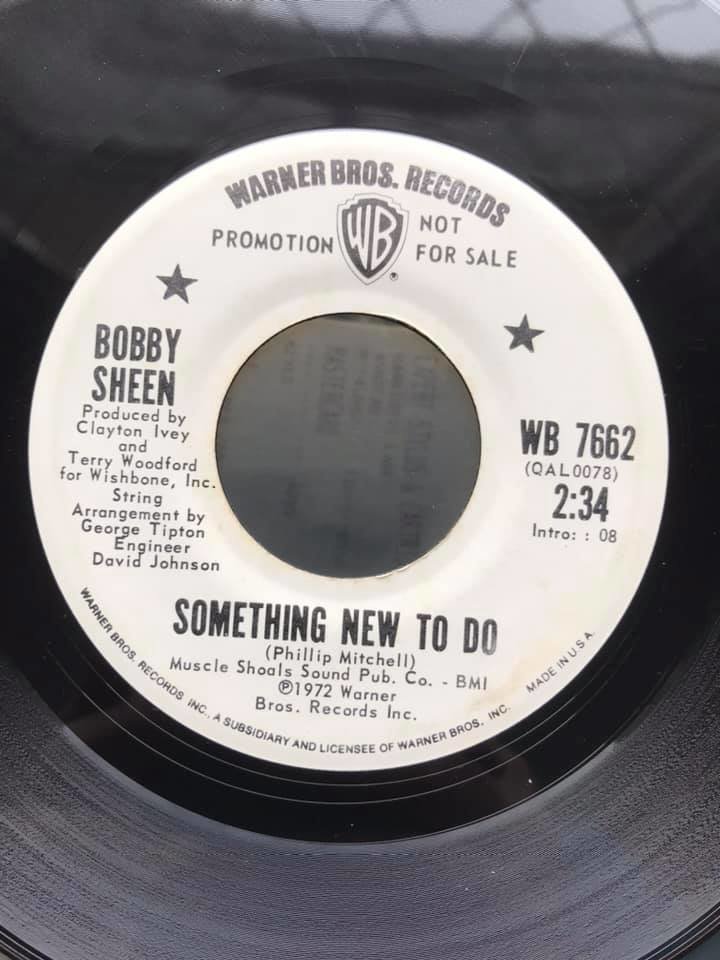 WARNER BROS. RECORDS
PROMOTION
WB
NOT
FOR SALE
BOBBY
SHEEN
Produced by
Clayton Ivey
and
Terry Woodford
for Wishbone, Inc.
String
Arrangement by
George Tipton
Engineer
David Johnson
WB 7662
(QAL0078)
2:34
Intro: : 08
SOMETHING NEW TO DO
(Phillip Mitchell)
Muscle Shoals Sound Pub. Co. - BMI
℗1972 Warner
Bros. Records Inc.
WARNER BROS. RECORDS INC., A SUBSIDIARY AND LICENSEE OF WARNER BROS. INC. MADE IN U.S.A.